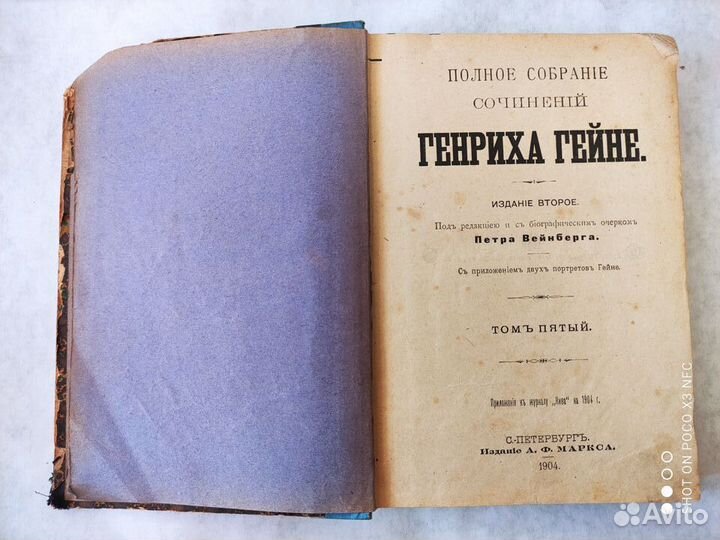 ПОЛНОЕ СОБРАНІЕ
СОЧИНЕНІЙ
ГЕНРИХА ГЕЙНЕ.
ИЗДАНІЕ ВТОРОЕ.
Подъ редакціею и съ біографическимъ очеркомъ
Петра Вейнберга.
Съ приложеніемъ двухъ портретовъ Гейне.
ТОМЪ ПЯТЫЙ.
Приложеніе къ журналу „Нива“ на 1904 г.
С.-ПЕТЕРБУРГЪ.
Изданіе А. Ф. МАРКСА.
1904.
SHOT ON POCO X3 NFC
Avito